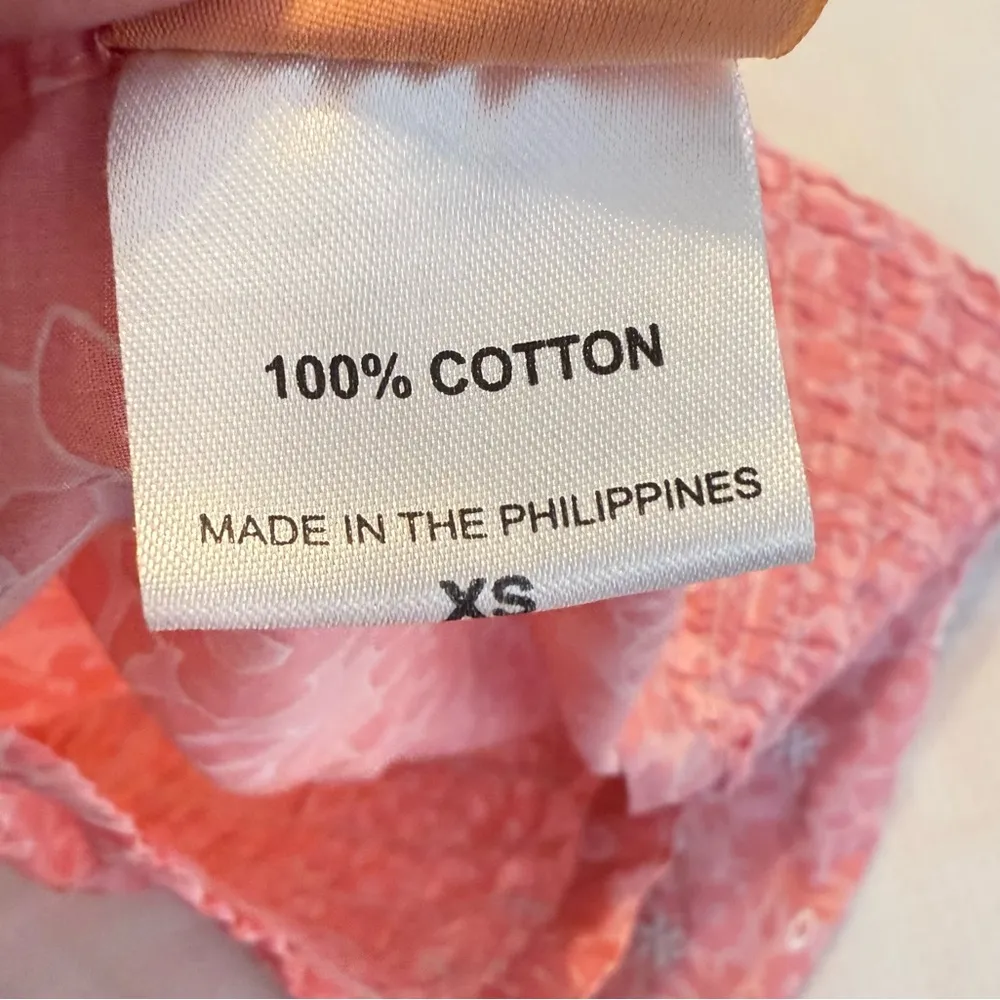 100% COTTON
MADE IN THE PHILIPPINES
XS